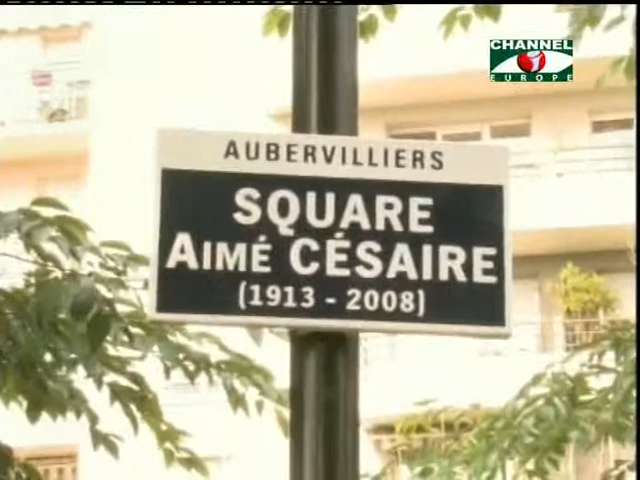 CHANNEL
i
EUROPE
AUBERVILLIERS
SQUARE
AIMÉ CÉSAIRE
(1913 - 2008)